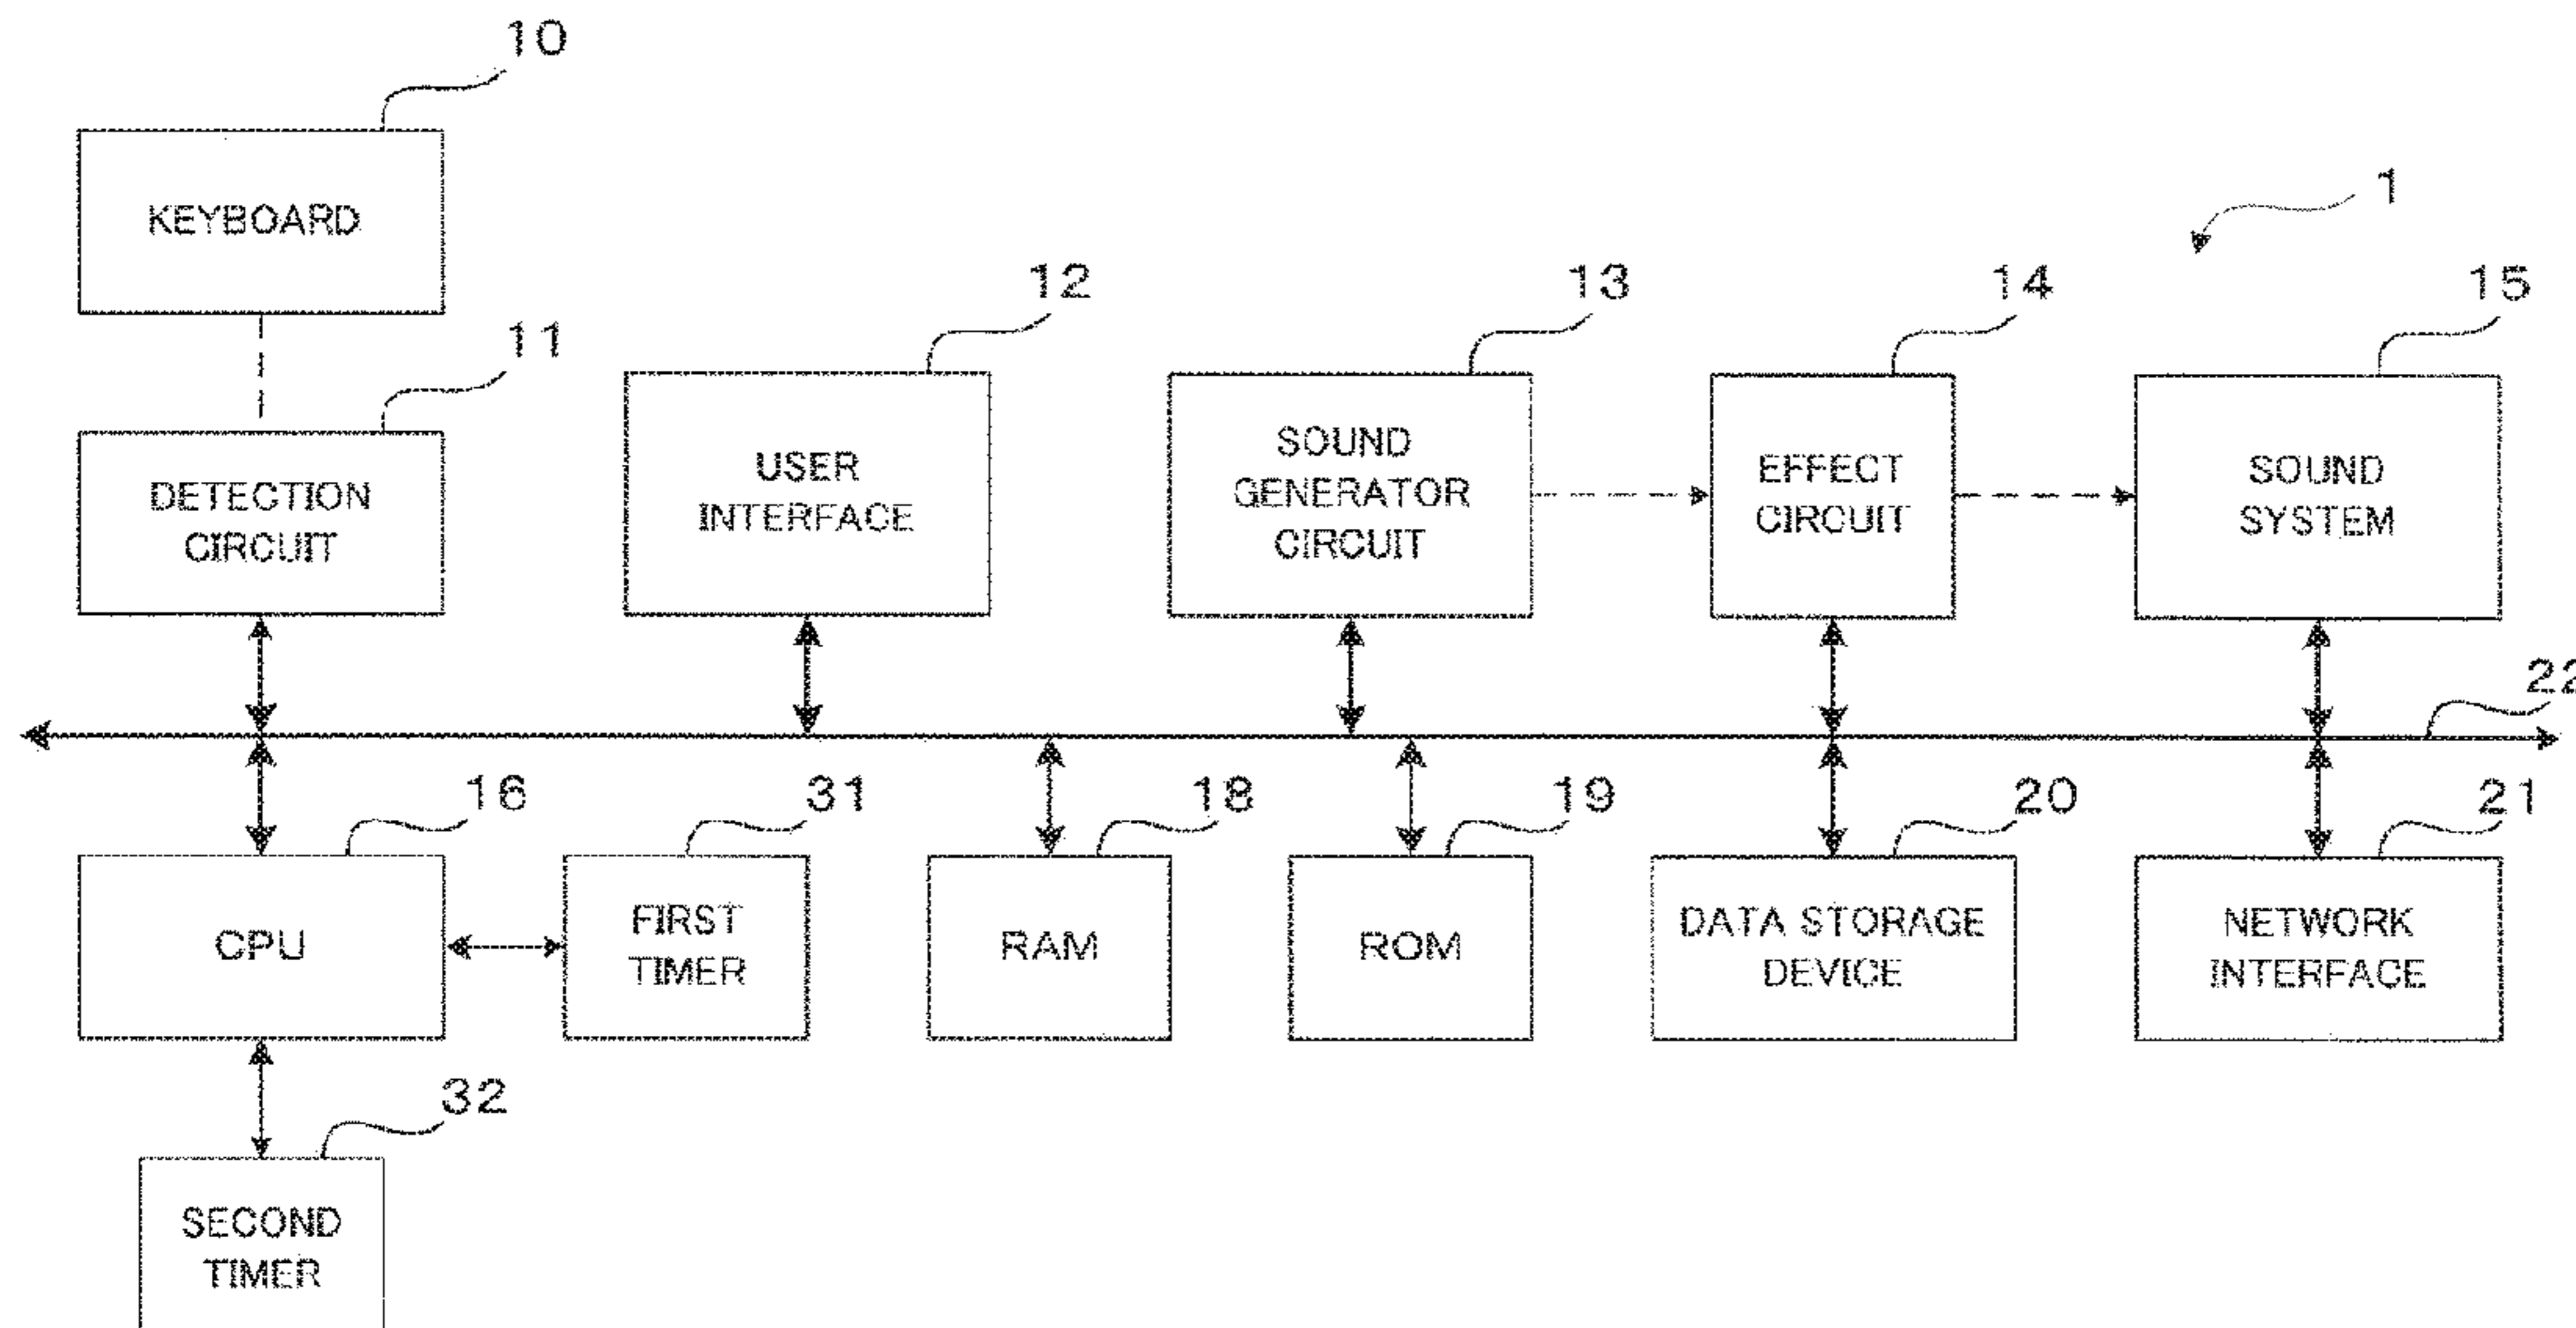 10
KEYBOARD
1
11
12
13
14
15
DETECTION
CIRCUIT
USER
INTERFACE
SOUND
GENERATOR
CIRCUIT
EFFECT
CIRCUIT
SOUND
SYSTEM
22
16
31
18
19
20
21
CPU
FIRST
TIMER
RAM
ROM
DATA STORAGE
DEVICE
NETWORK
INTERFACE
32
SECOND
TIMER